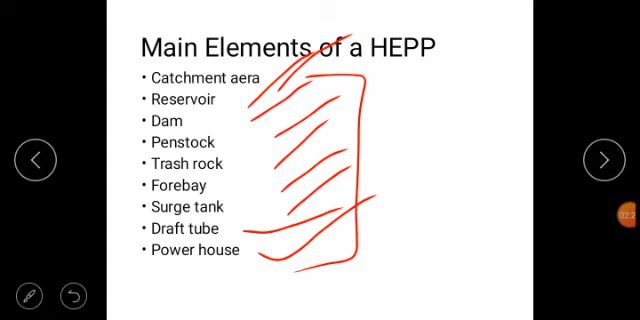 Main Elements of a HEPP
• Catchment aera
• Reservoir
• Dam
• Penstock
• Trash rock
• Forebay
• Surge tank
• Draft tube
• Power house